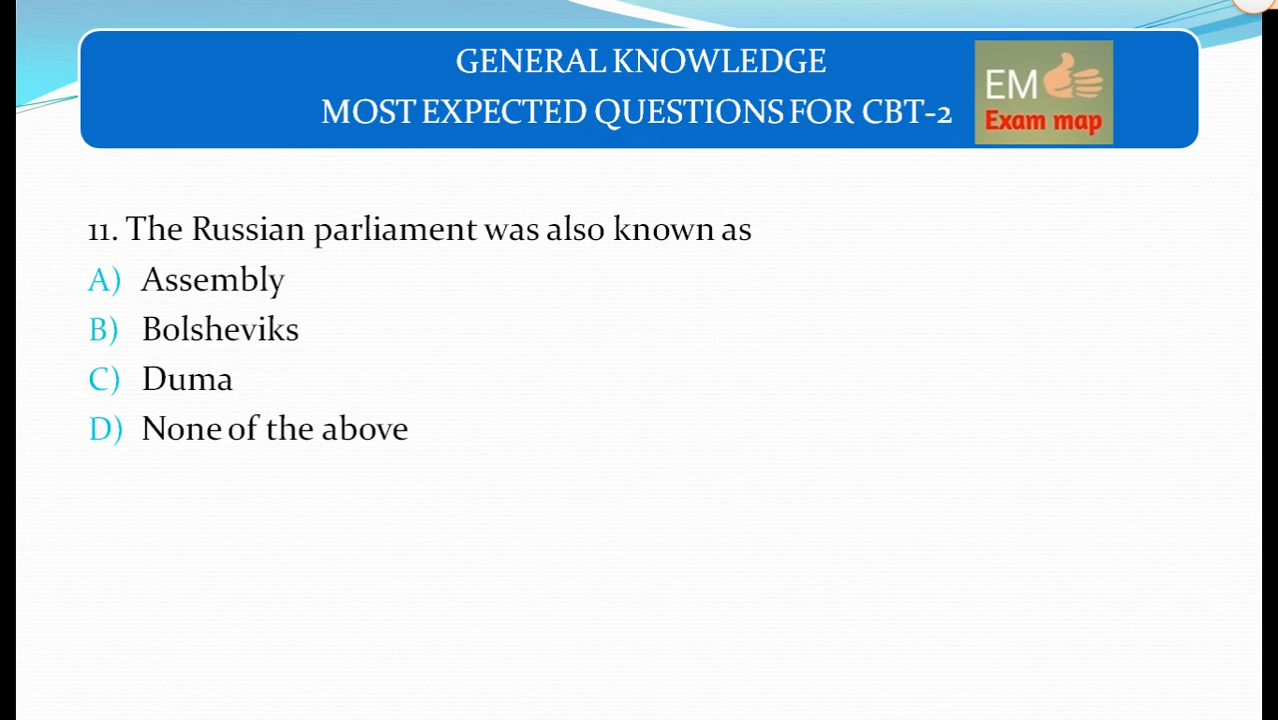 GENERAL KNOWLEDGE
MOST EXPECTED QUESTIONS FOR CBT-2
EM
Exam map
11. The Russian parliament was also known as
A) Assembly
B) Bolsheviks
C) Duma
D) None of the above